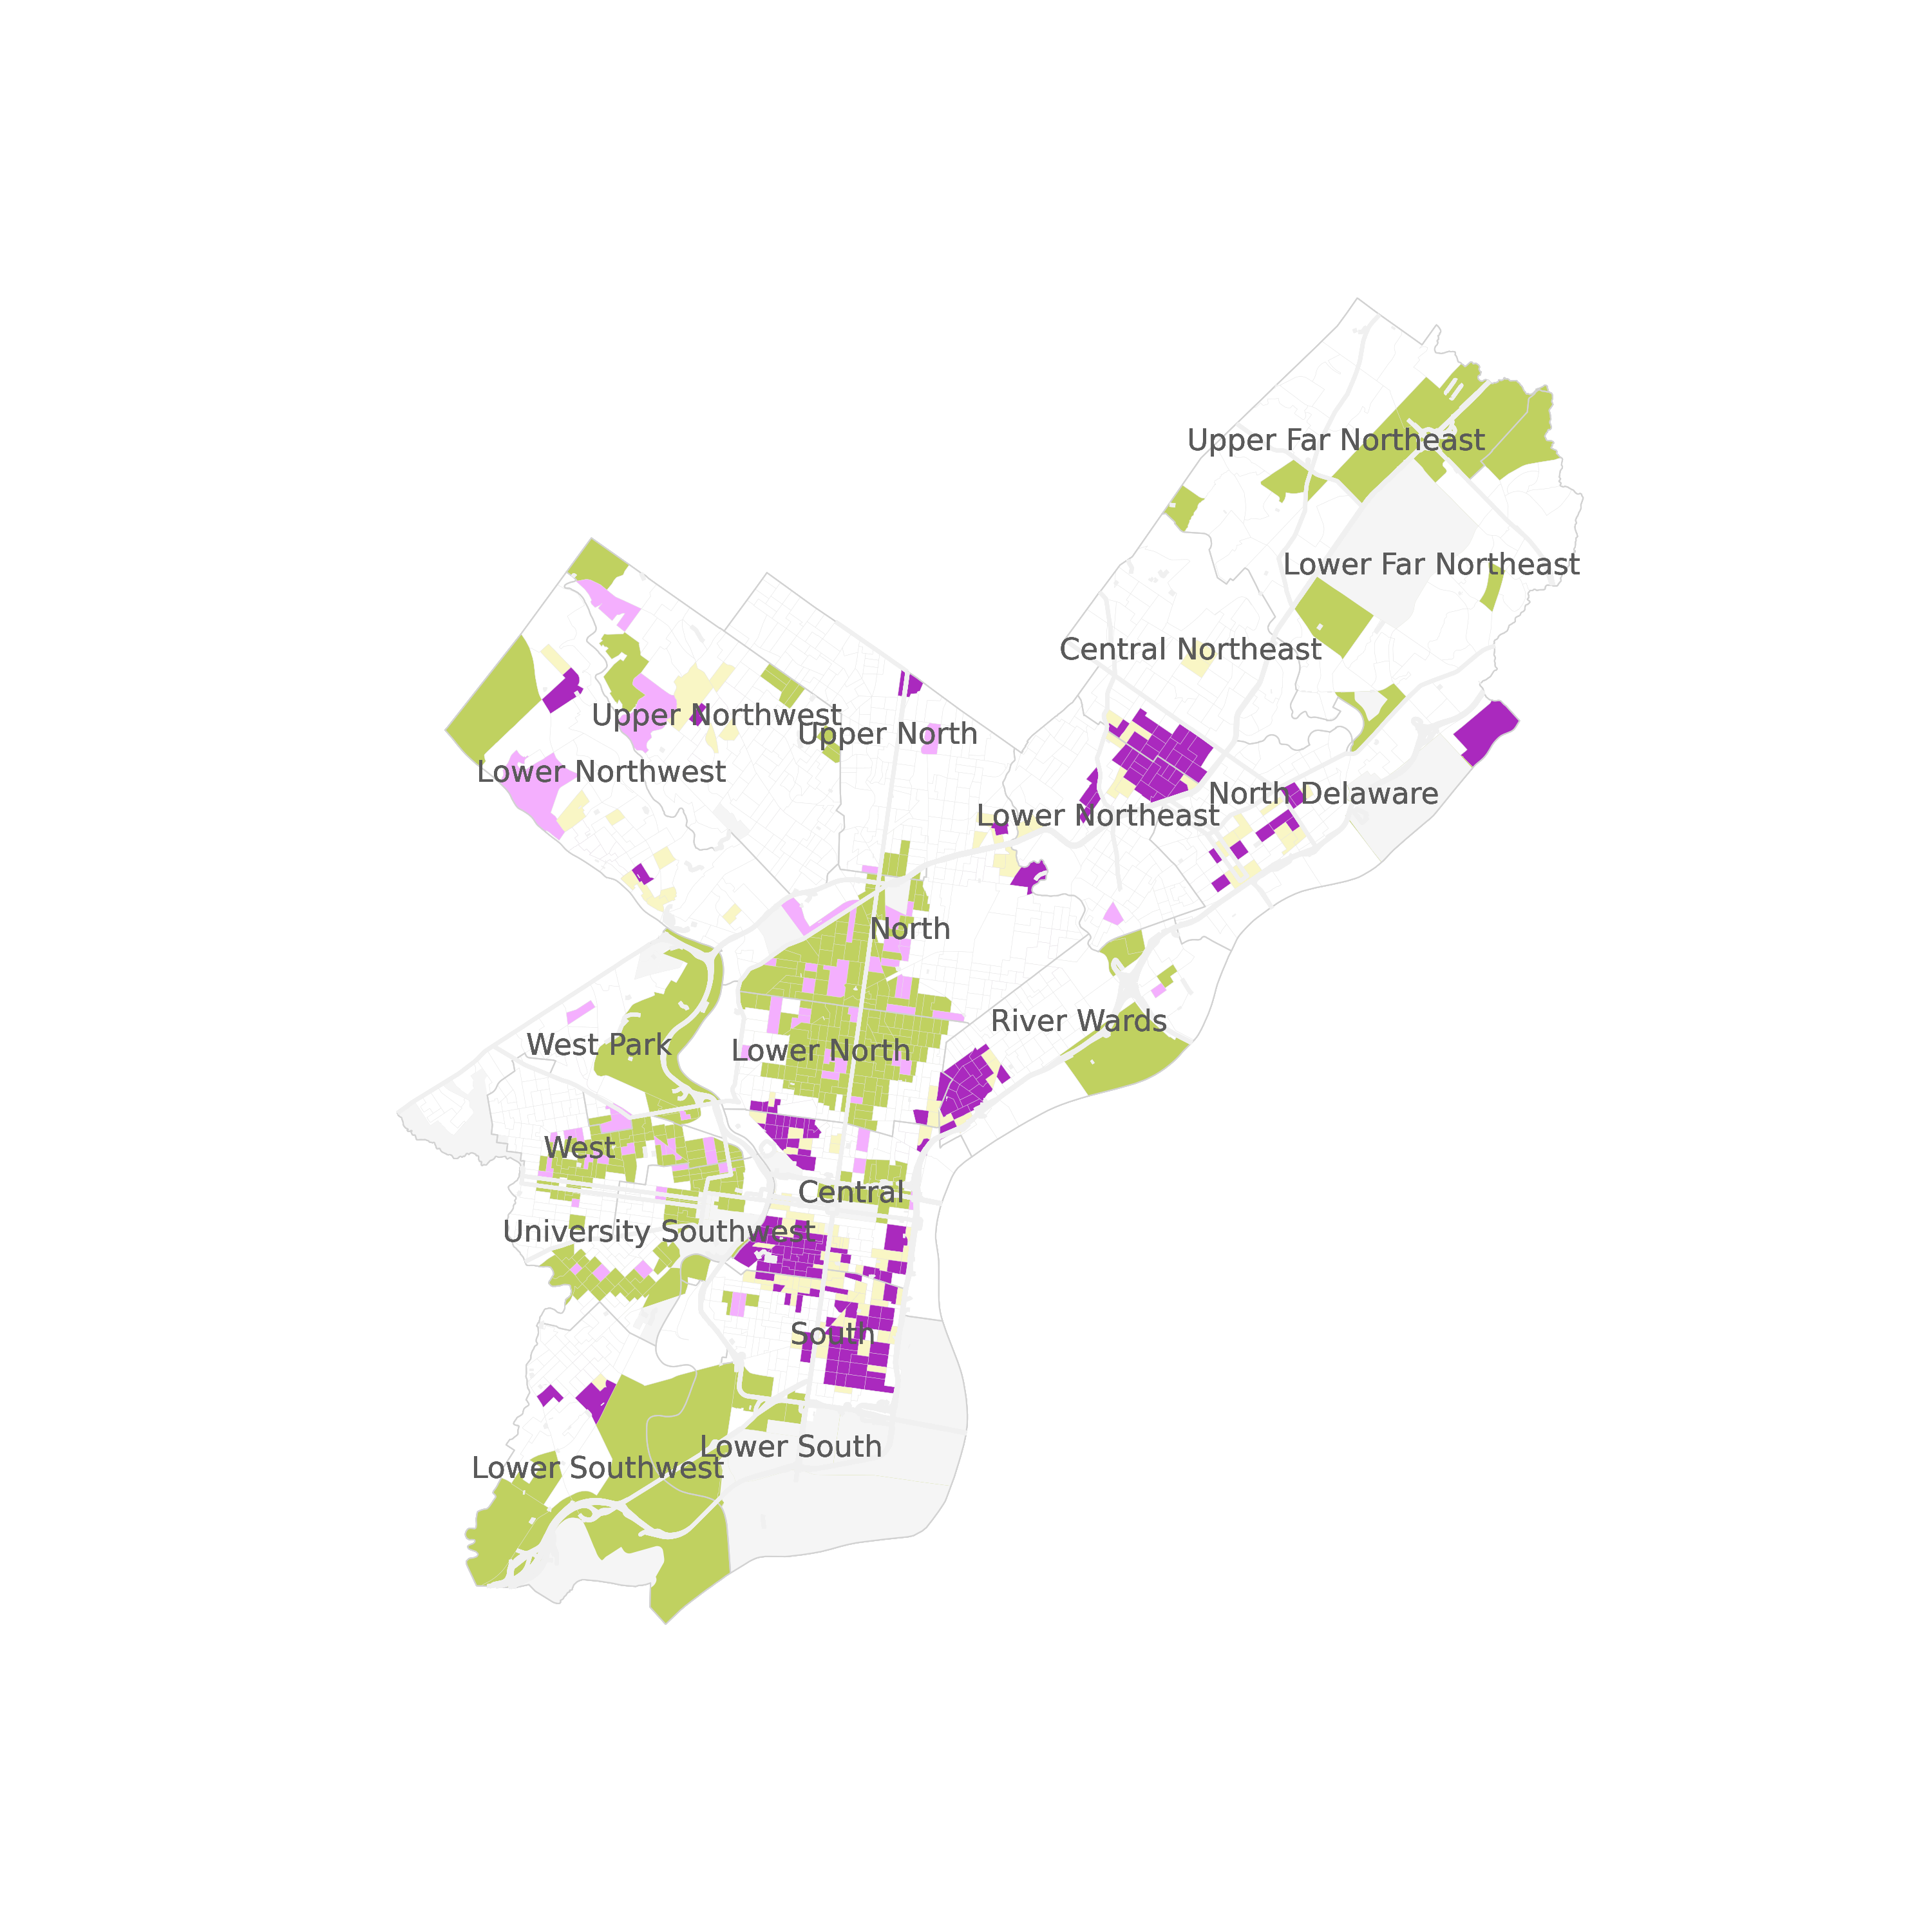 Upper Far Northeast
Lower Far Northeast
Central Northeast
Upper Northwest
Upper North
Lower Northwest
North Delaware
Lower Northeast
North
River Wards
West Park
Lower North
West
Central
University Southwest
South
Lower South
Lower Southwest